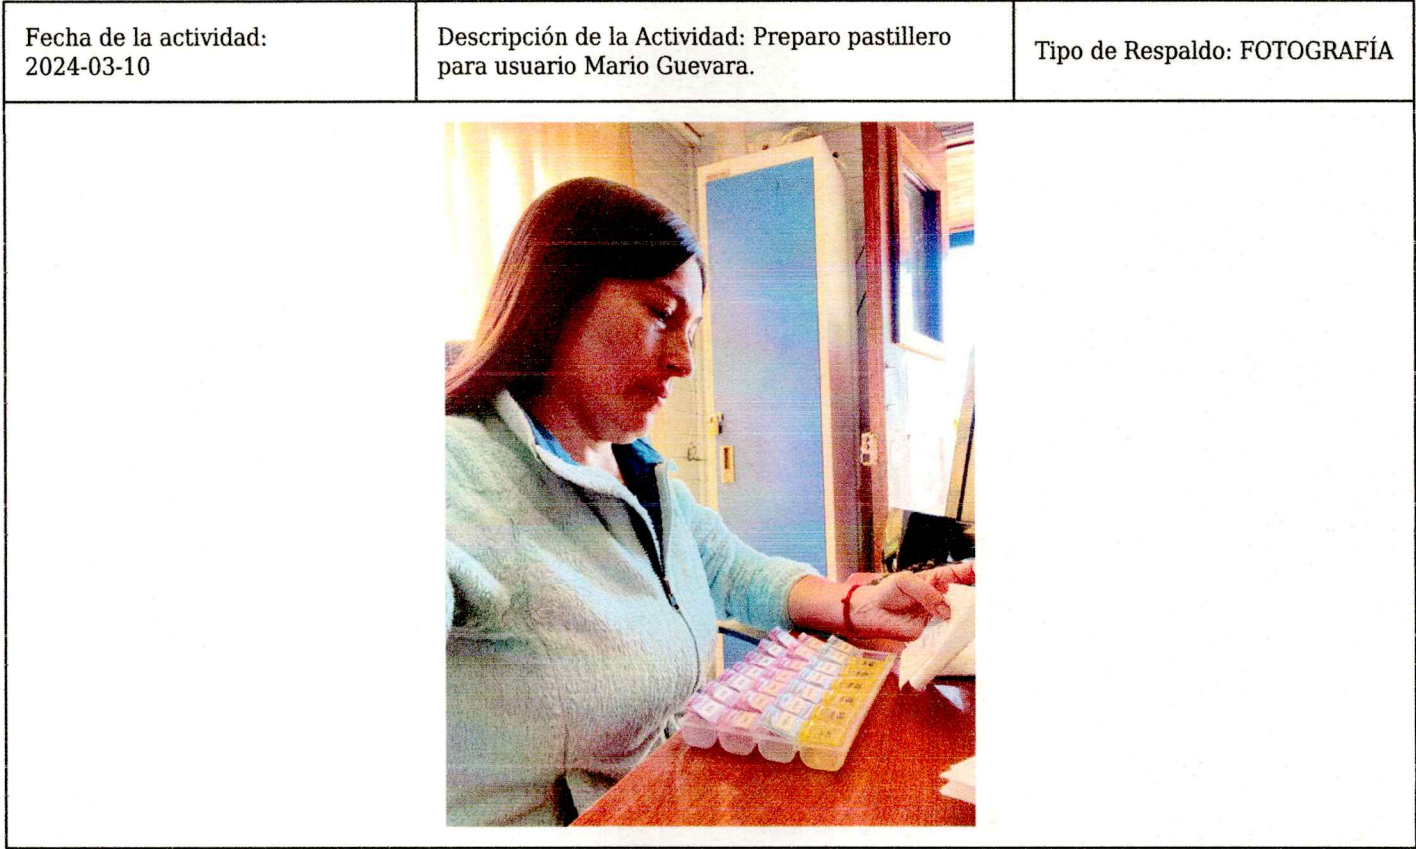 Fecha de la actividad:
2024-03-10
Descripción de la Actividad: Preparo pastillero
para usuario Mario Guevara.
Tipo de Respaldo: FOTOGRAFÍA